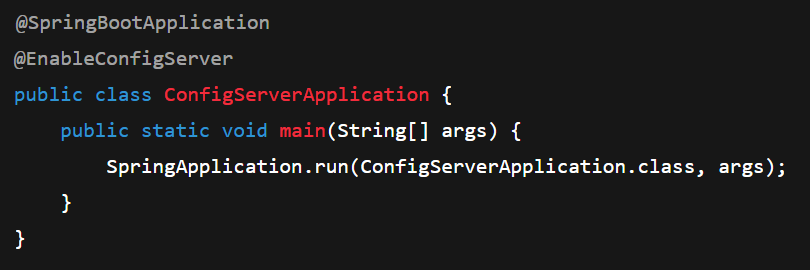 @SpringBootApplication
@EnableConfigServer
public class ConfigServerApplication {
    public static void main(String[] args) {
        SpringApplication.run(ConfigServerApplication.class, args);
    }
}